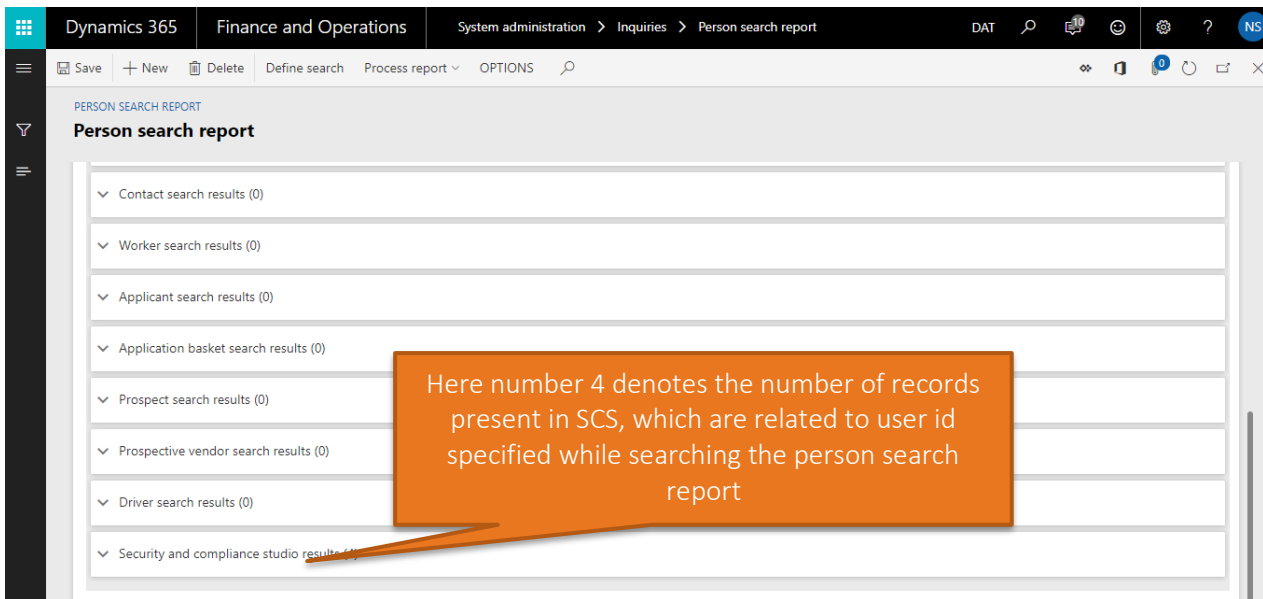 Dynamics 365 Finance and Operations System administration > Inquiries > Person search report DAT 10 ? NS
Save + New Delete Define search Process report OPTIONS 0
PERSON SEARCH REPORT
Person search report
Contact search results (0)
Worker search results (0)
Applicant search results (0)
Application basket search results (0)
Prospect search results (0)
Prospective vendor search results (0)
Driver search results (0)
Security and compliance studio results
Here number 4 denotes the number of records
present in SCS, which are related to user id
specified while searching the person search
report